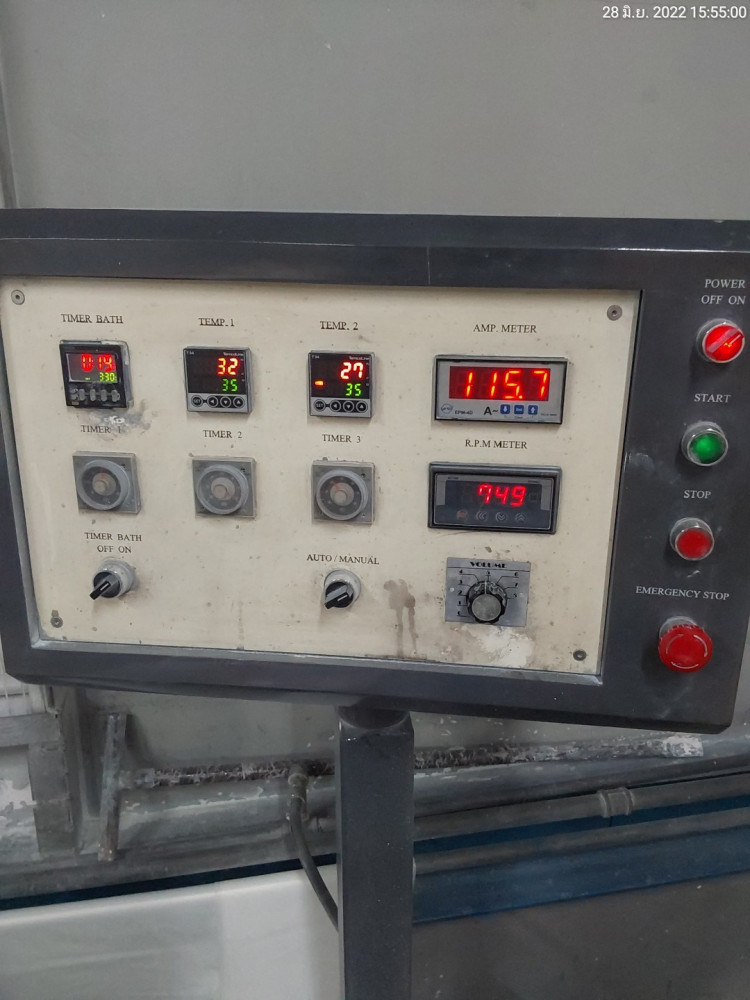 28 มิ.ย. 2022 15:55:00
POWER
OFF ON
TIMER BATH
TEMP. 1
TEMP. 2
AMP. METER
32
35
27
35
330
115.7
A-
START
TIMER 1
TIMER 2
TIMER 3
R.P.M METER
749
STOP
TIMER BATH
OFF ON
AUTO / MANUAL
VOLUME
EMERGENCY STOP